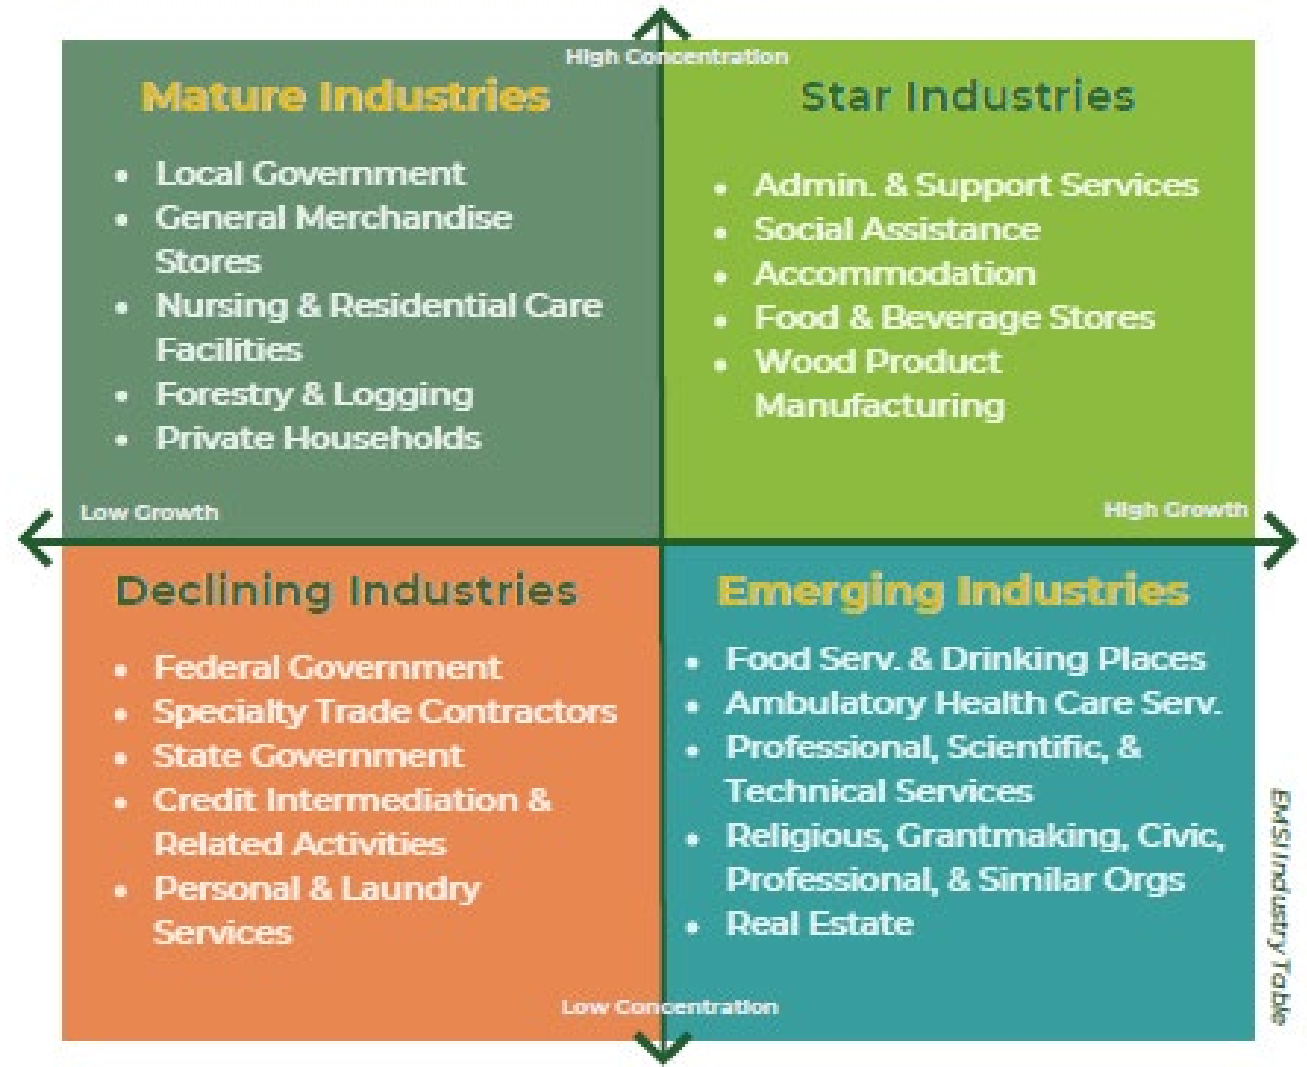 High Concentration
Mature Industries
• Local Government
• General Merchandise
Stores
• Nursing & Residential Care
Facilities
• Forestry & Logging
• Private Households
Low Growth
Star Industries
• Admin. & Support Services
• Social Assistance
• Accommodation
• Food & Beverage Stores
• Wood Product
Manufacturing
High Growth
Declining Industries
• Federal Government
• Specialty Trade Contractors
• State Government
• Credit Intermediation &
Related Activities
• Personal & Laundry
Services
Emerging Industries
• Food Serv. & Drinking Places
• Ambulatory Health Care Serv.
• Professional, Scientific, &
Technical Services
• Religious, Grantmaking, Civic,
Professional, & Similar Orgs
• Real Estate
Low Concentration
EMSI Industry Table